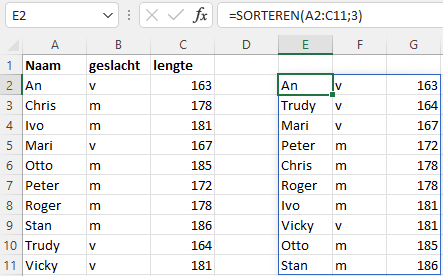 E2 fx =SORTEREN(A2:C11;3)
A B C D E F G
1 Naam geslacht lengte
2 An v 163 An v 163
3 Chris m 178 Trudy v 164
4 Ivo m 181 Mari v 167
5 Mari v 167 Peter m 172
6 Otto m 185 Chris m 178
7 Peter m 172 Roger m 178
8 Roger m 178 Ivo m 181
9 Stan m 186 Vicky v 181
10 Trudy v 164 Otto m 185
11 Vicky v 181 Stan m 186